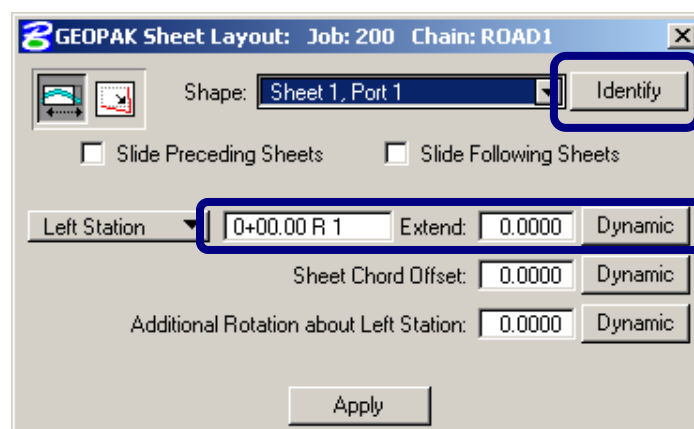 GEOPAK Sheet Layout: Job: 200 Chain: ROAD1
Shape: Sheet 1, Port 1 Identify
Slide Preceding Sheets Slide Following Sheets
Left Station 0+00.00 R 1 Extend: 0.0000 Dynamic
Sheet Chord Offset: 0.0000 Dynamic
Additional Rotation about Left Station: 0.0000 Dynamic
Apply